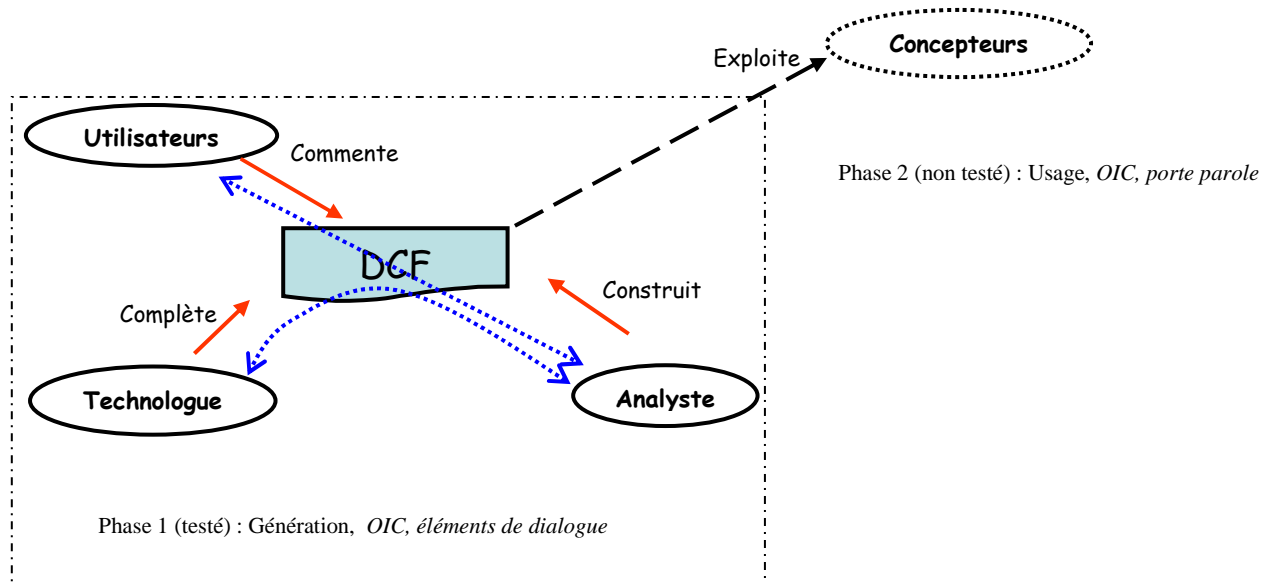 Concepteurs
Exploite
Utilisateurs
Commente
Phase 2 (non testé) : Usage, OIC, porte parole
DCF
Construit
Complète
Technologue
Analyste
Phase 1 (testé) : Génération, OIC, éléments de dialogue